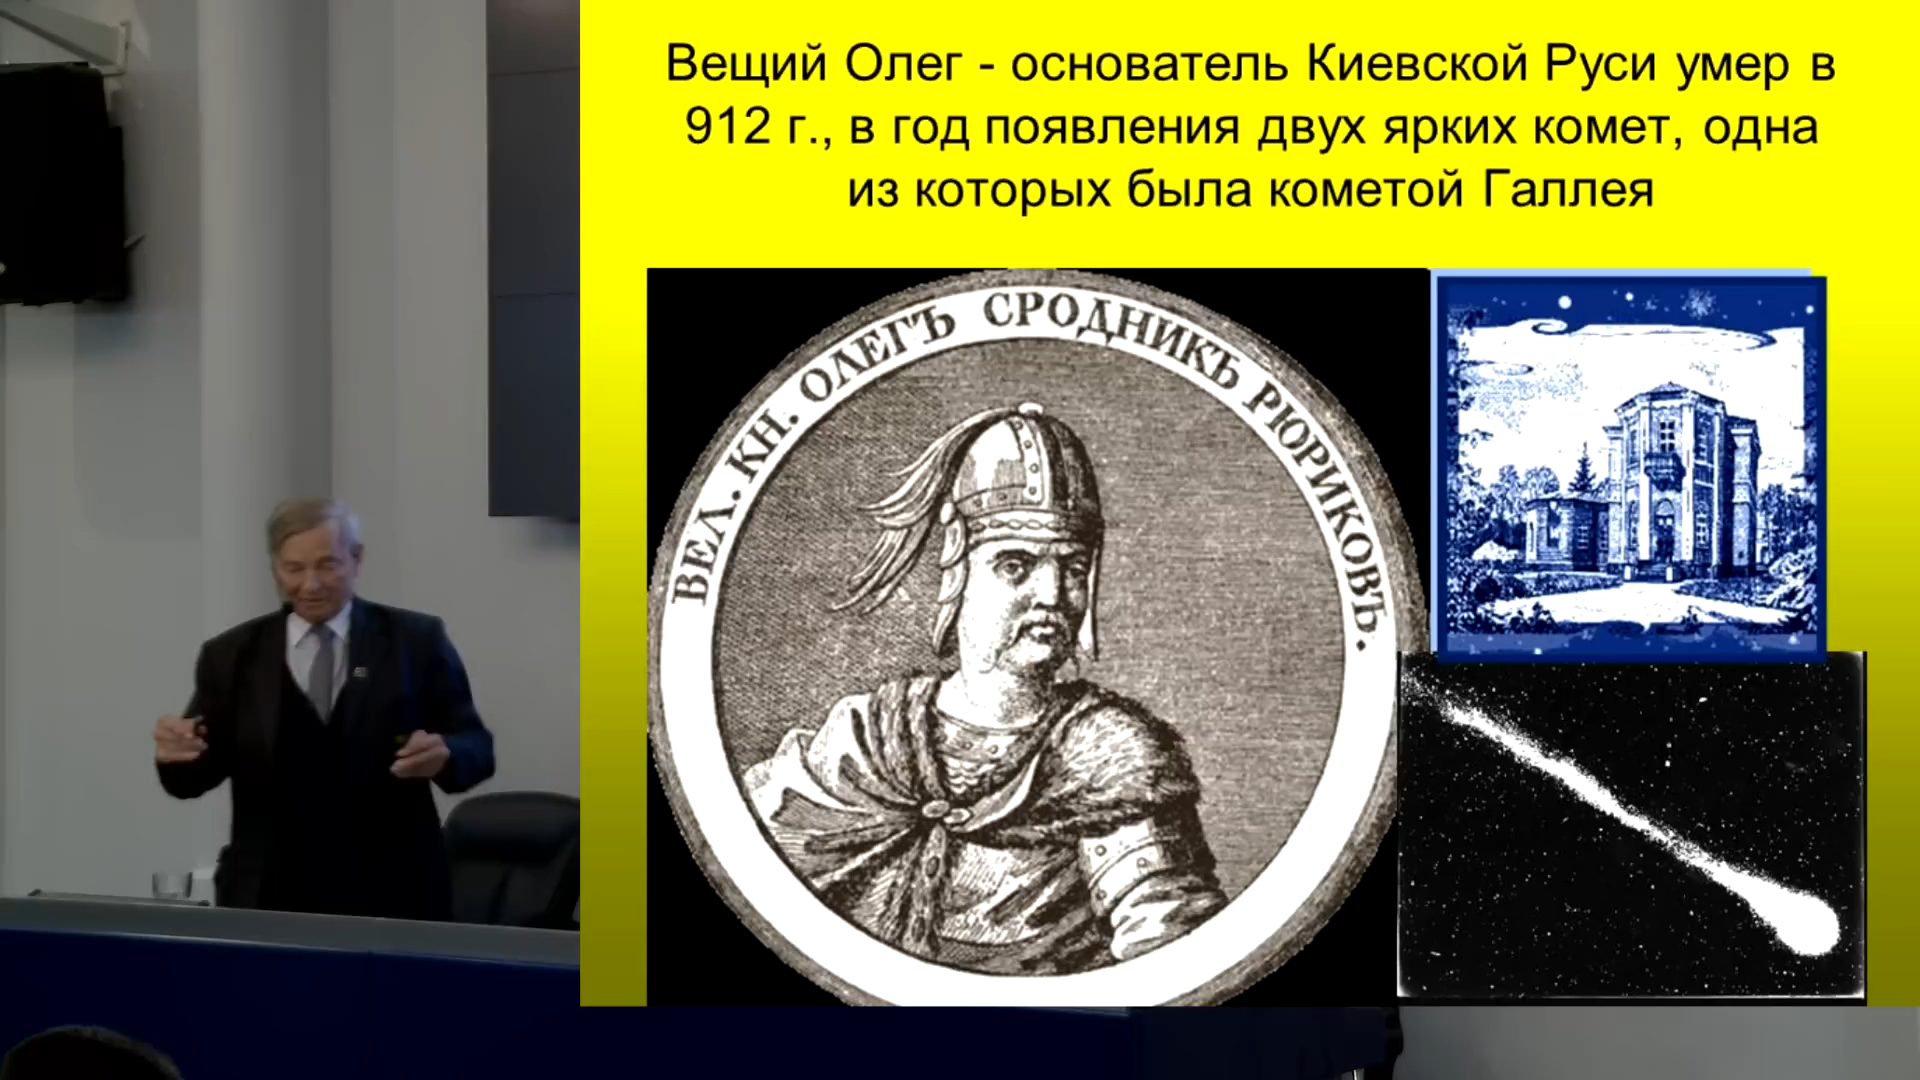 Вещий Олег - основатель Киевской Руси умер в
912 г., в год появления двух ярких комет, одна
из которых была кометой Галлея
ВЕЛ. КН. ОЛЕГЪ СРОДНИКЪ РЮРИКОВЪ.